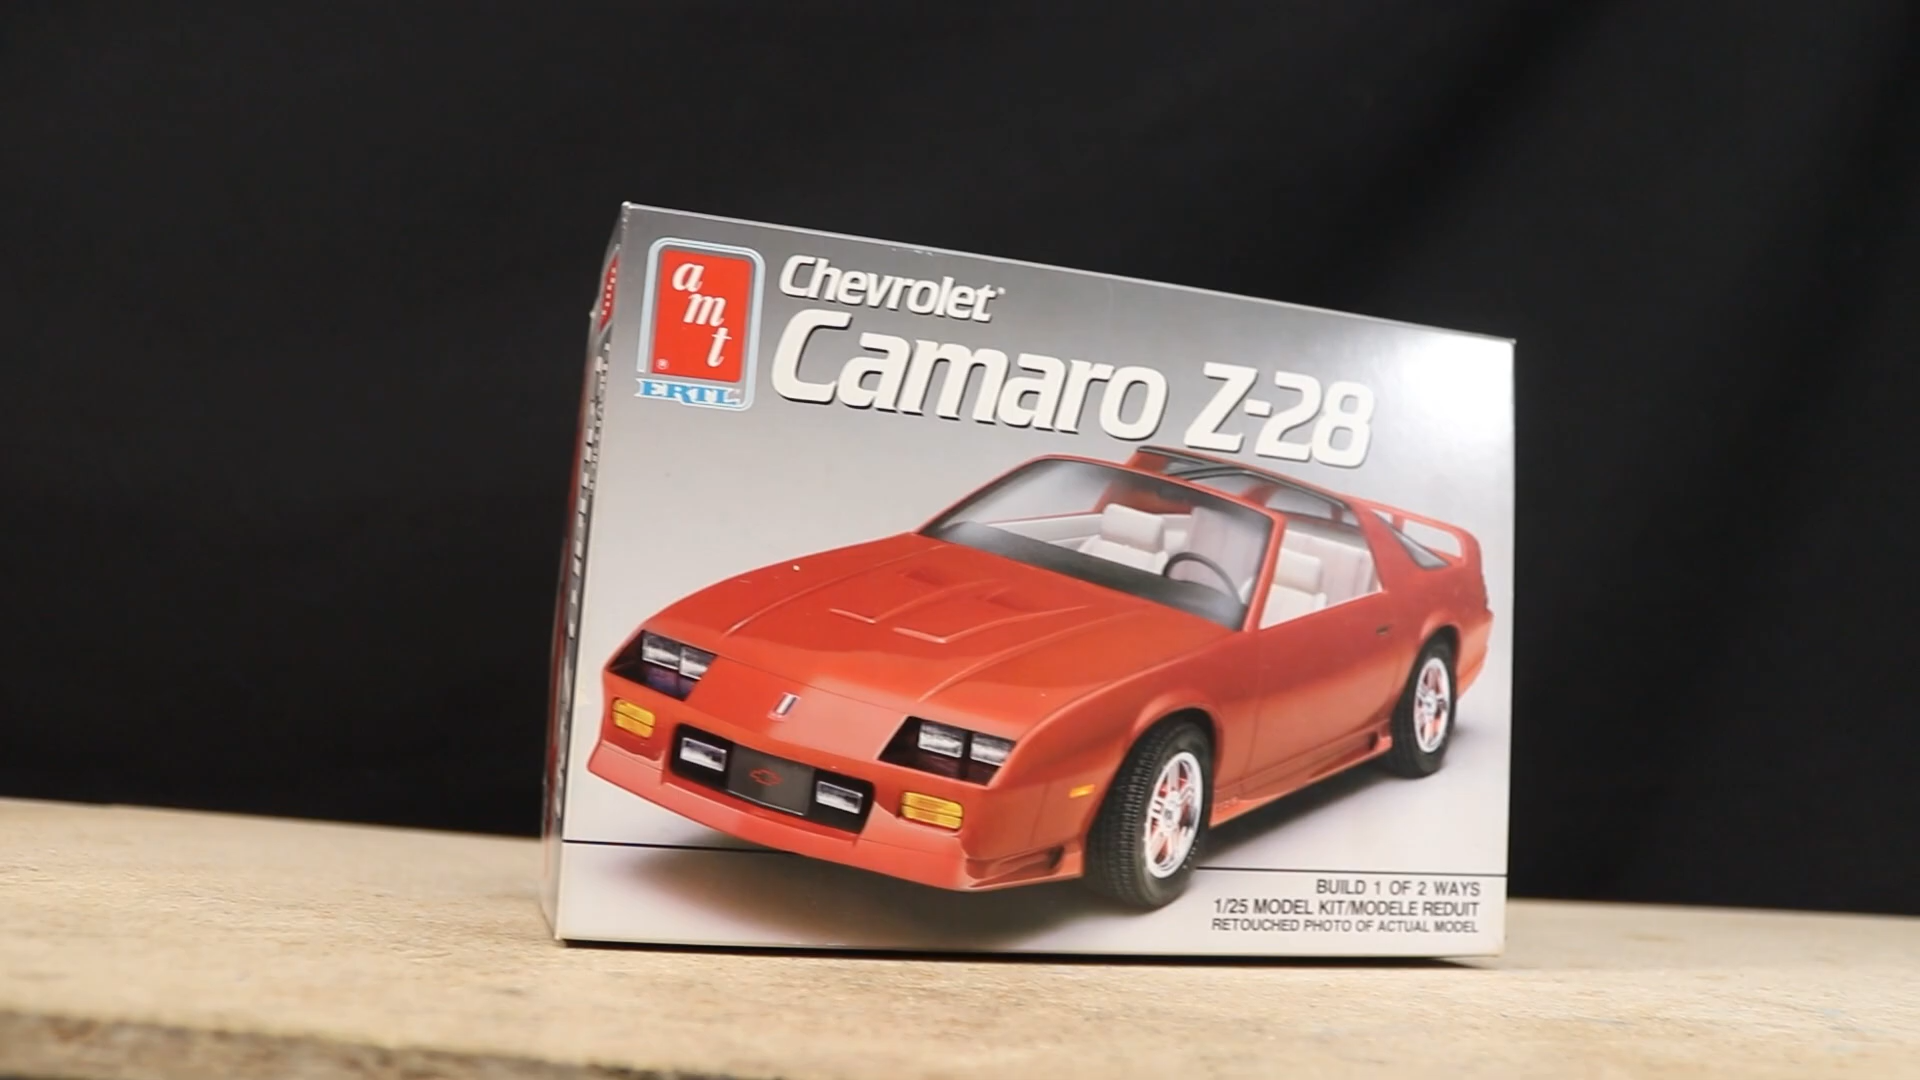 amt
ERTL
Chevrolet
Camaro Z-28
BUILD 1 OF 2 WAYS
1/25 MODEL KIT/MODELE REDUIT
RETOUCHED PHOTO OF ACTUAL MODEL